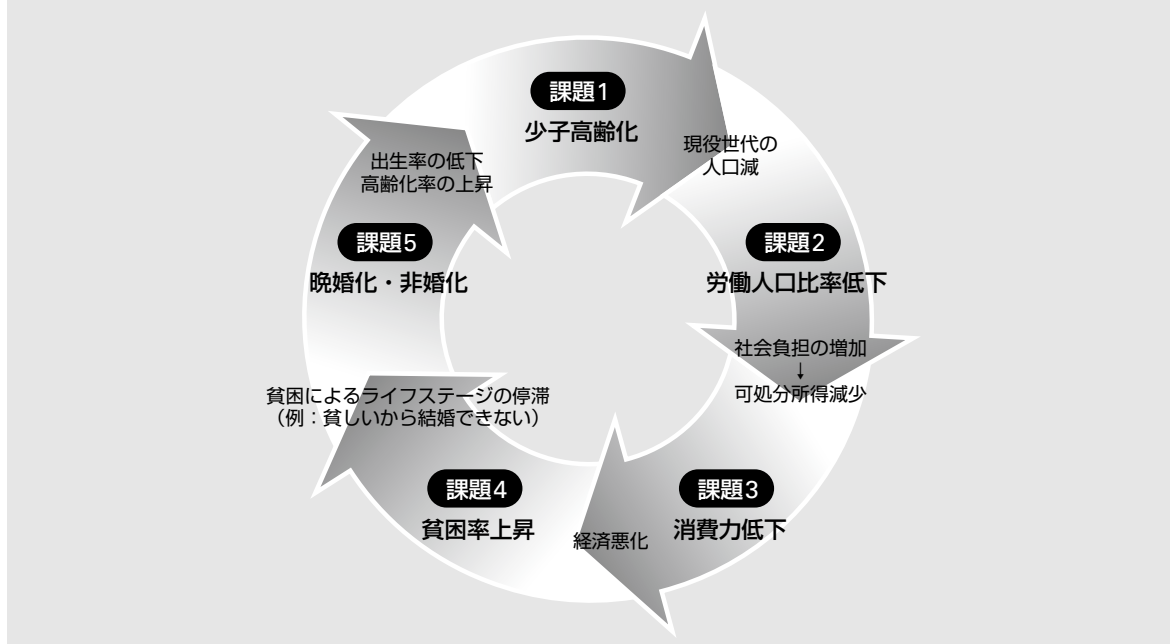 課題1
少子高齢化
現役世代の
人口減
課題2
労働人口比率低下
社会負担の増加
↓
可処分所得減少
課題3
消費力低下
経済悪化
課題4
貧困率上昇
貧困によるライフステージの停滞
（例：貧しいから結婚できない）
課題5
晩婚化・非婚化
出生率の低下
高齢化率の上昇